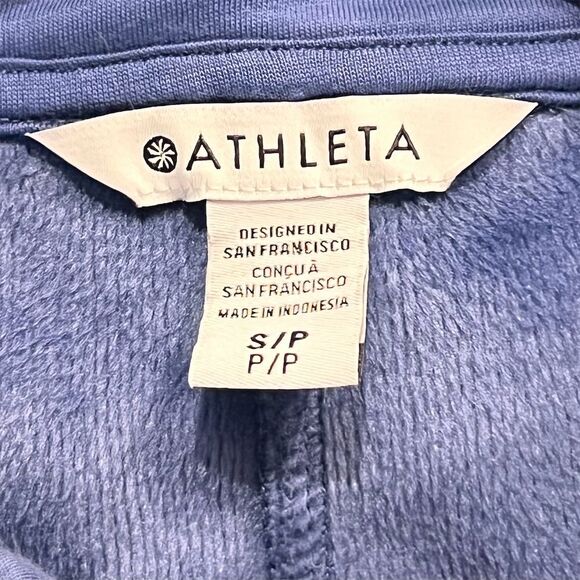 ATHLETA
DESIGNED IN
SAN FRANCISCO
CONÇU À
SAN FRANCISCO
MADE IN INDONESIA
S/P
P/P